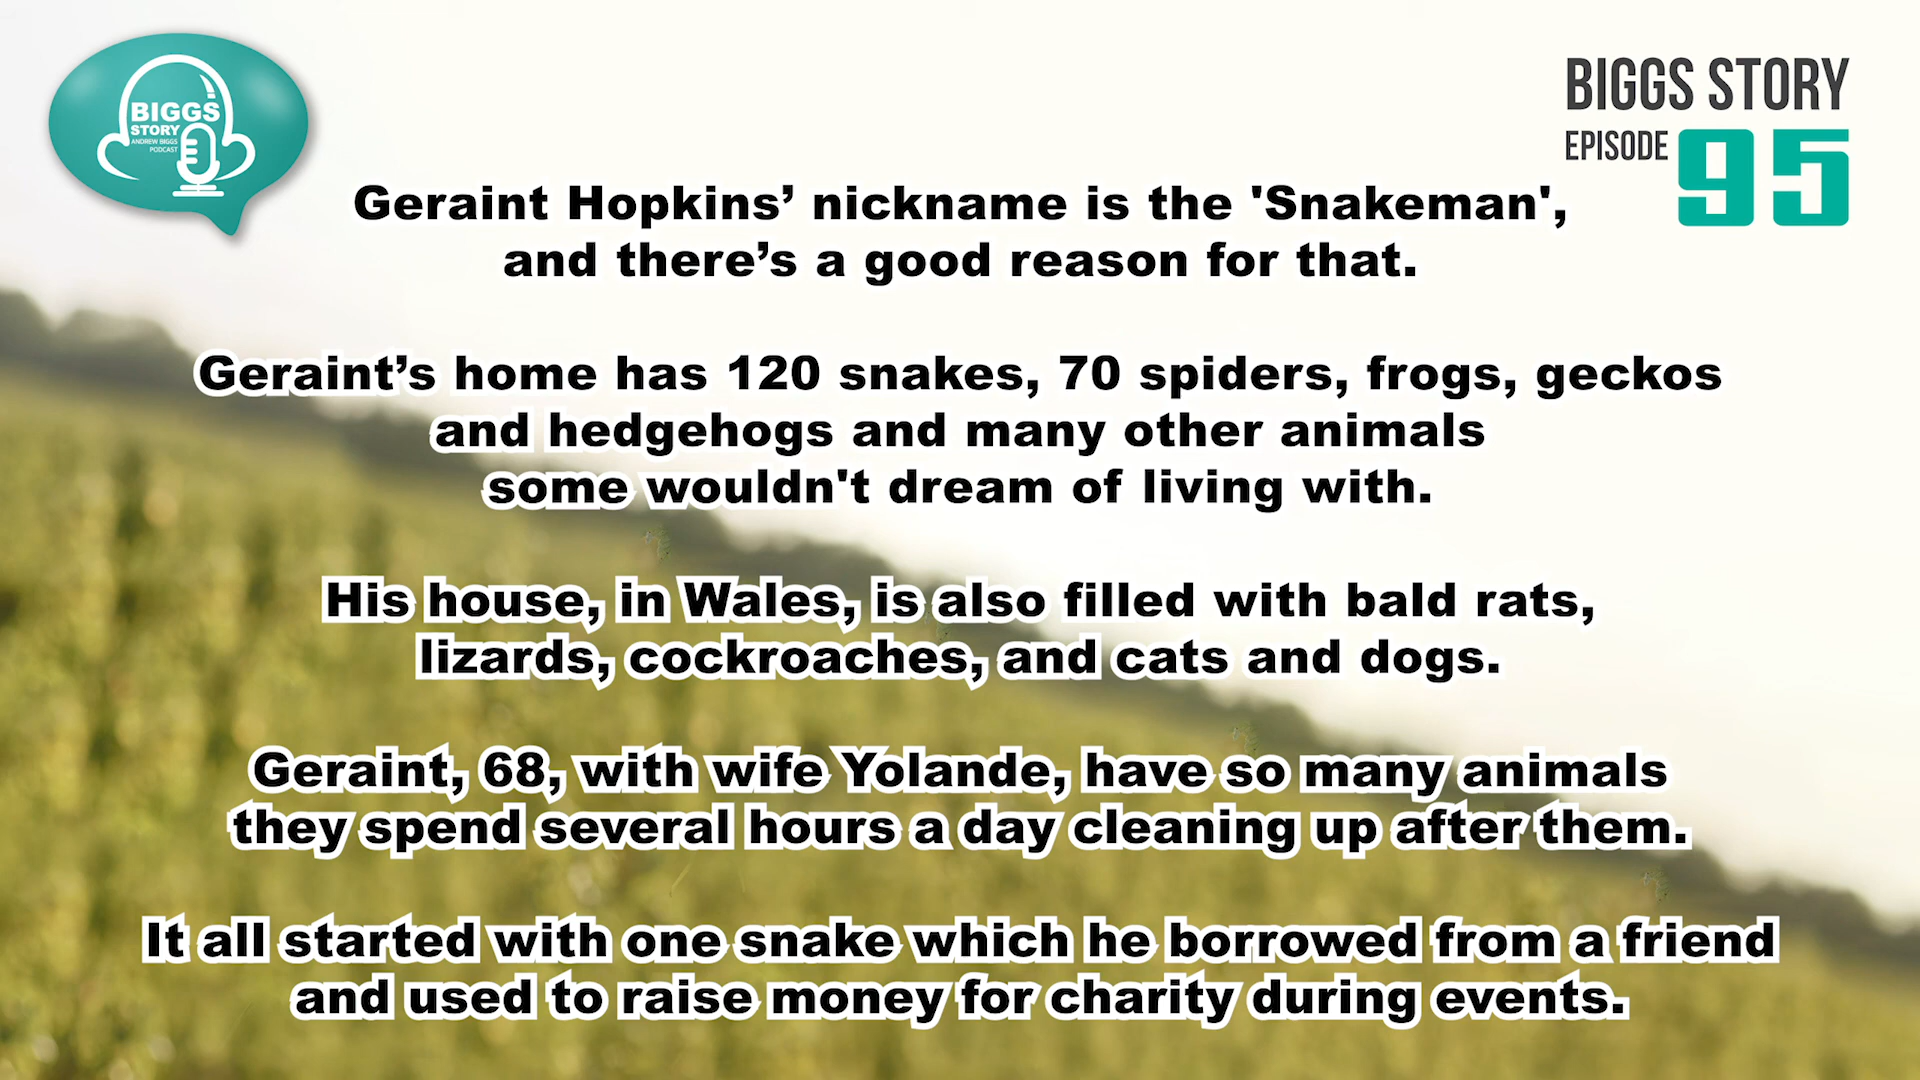 BIGGS
STORY
ANDREW BIGGS
PODCAST
BIGGS STORY
EPISODE 95
Geraint Hopkins’ nickname is the 'Snakeman',
and there’s a good reason for that.
Geraint’s home has 120 snakes, 70 spiders, frogs, geckos
and hedgehogs and many other animals
some wouldn't dream of living with.
His house, in Wales, is also filled with bald rats,
lizards, cockroaches, and cats and dogs.
Geraint, 68, with wife Yolande, have so many animals
they spend several hours a day cleaning up after them.
It all started with one snake which he borrowed from a friend
and used to raise money for charity during events.